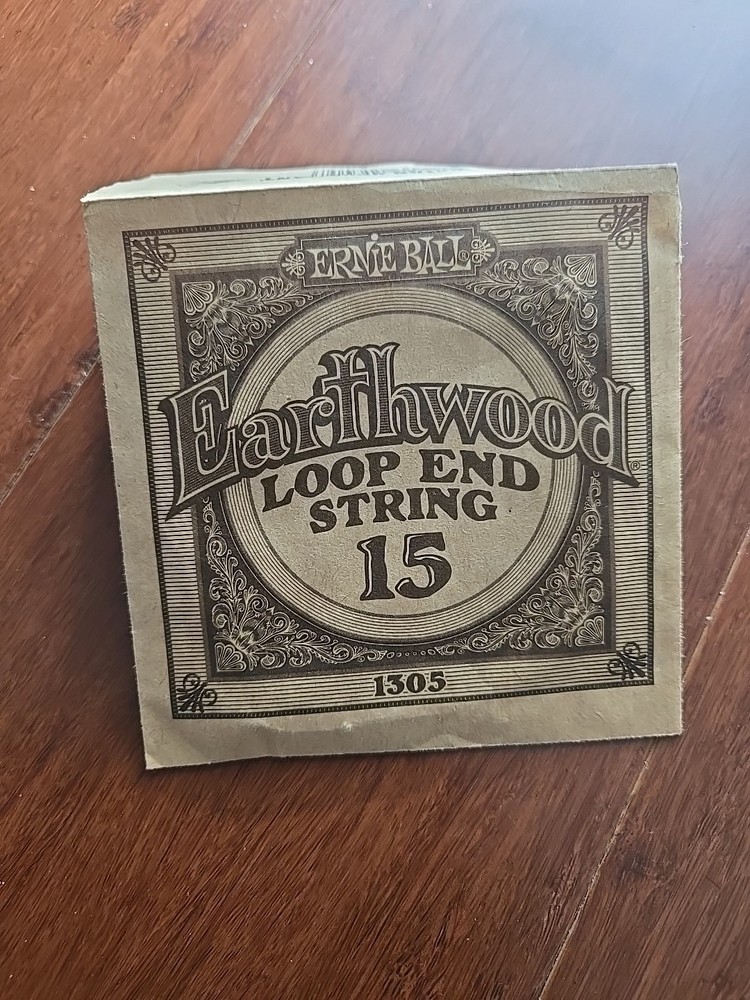 ERNIE BALL®
Earthwood®
LOOP END
STRING
15
1305